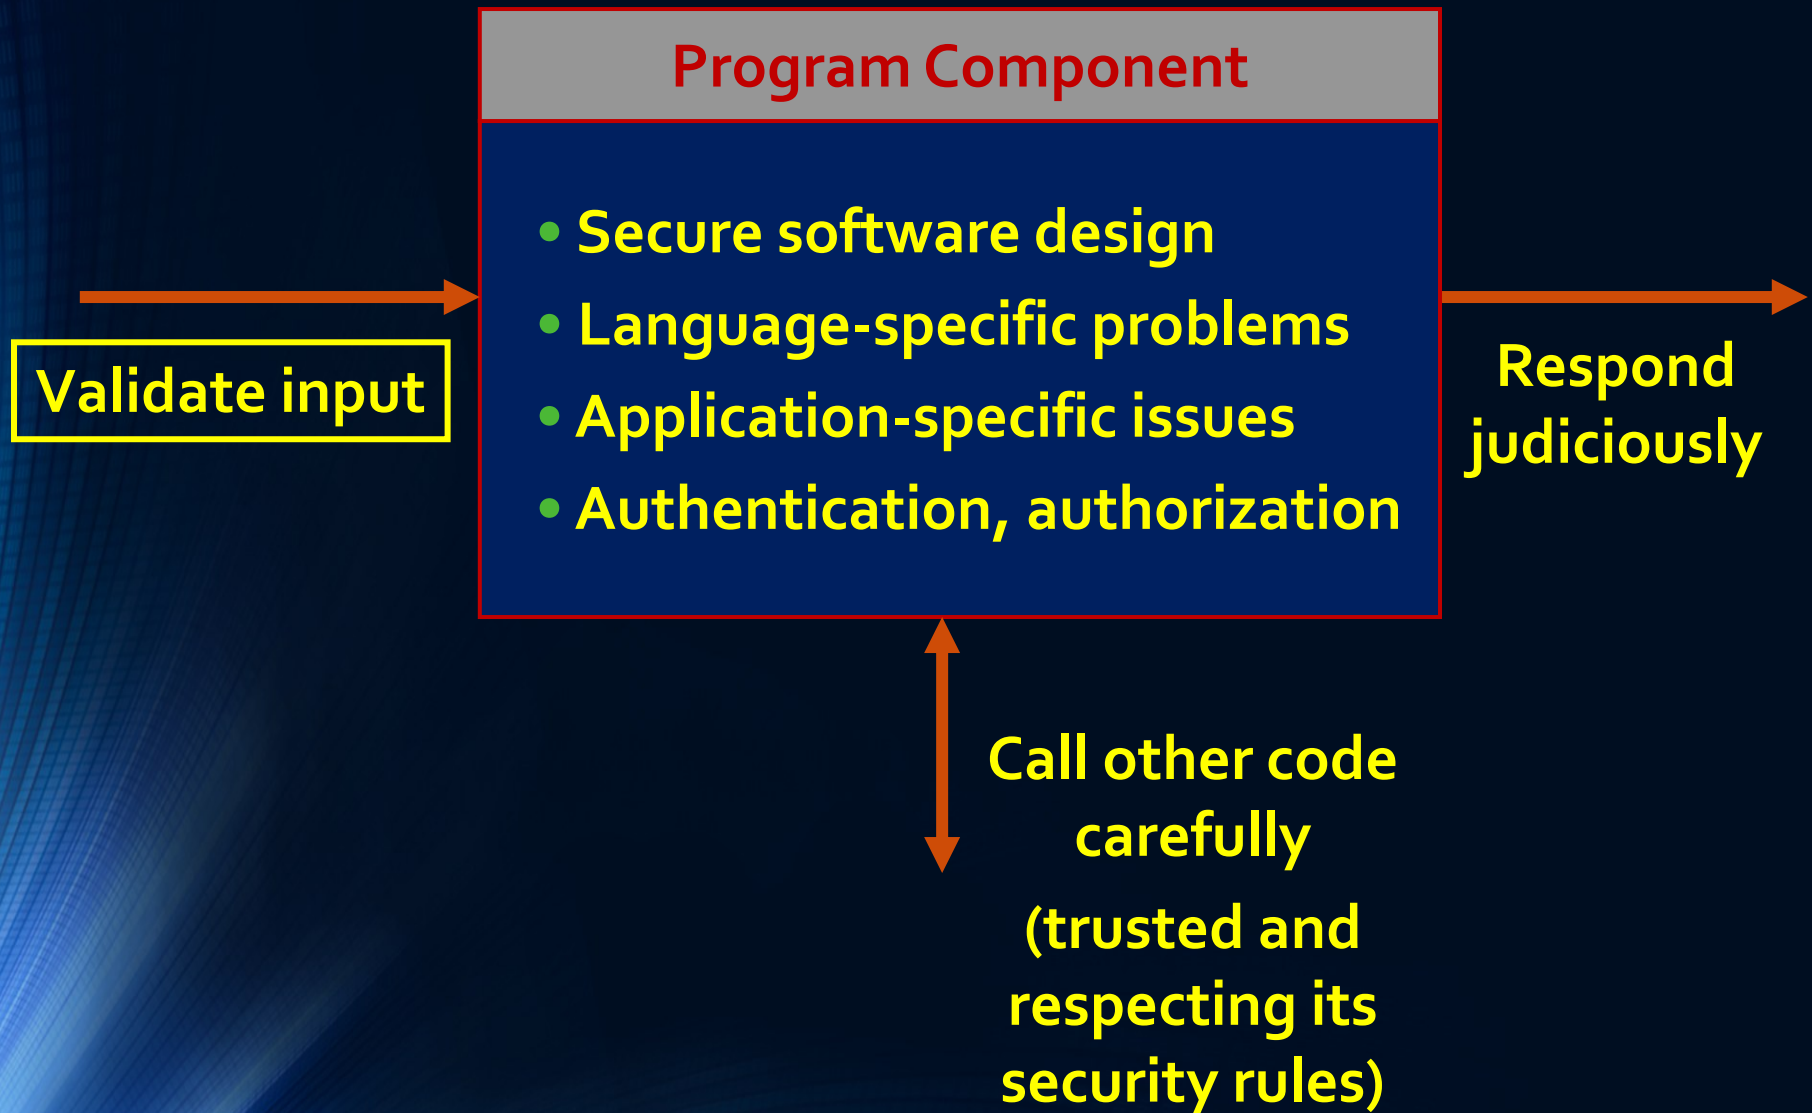 Program Component
• Secure software design
• Language-specific problems
• Application-specific issues
• Authentication, authorization
Validate input
Respond
judiciously
Call other code
carefully
(trusted and
respecting its
security rules)